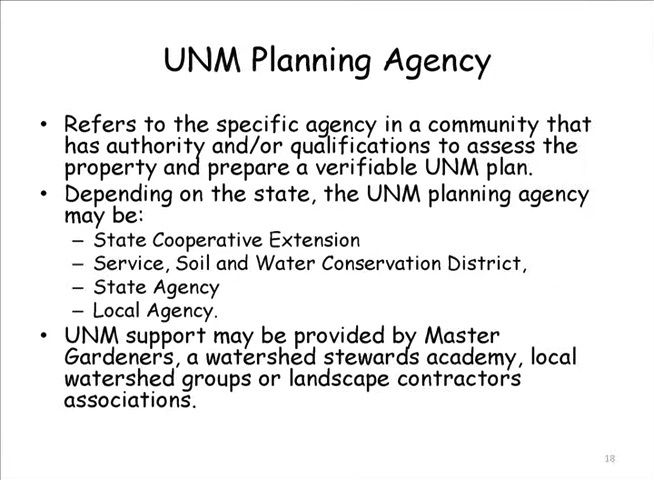 UNM Planning Agency
• Refers to the specific agency in a community that
has authority and/or qualifications to assess the
property and prepare a verifiable UNM plan.
• Depending on the state, the UNM planning agency
may be:
– State Cooperative Extension
– Service, Soil and Water Conservation District,
– State Agency
– Local Agency.
• UNM support may be provided by Master
Gardeners, a watershed stewards academy, local
watershed groups or landscape contractors
associations.
18